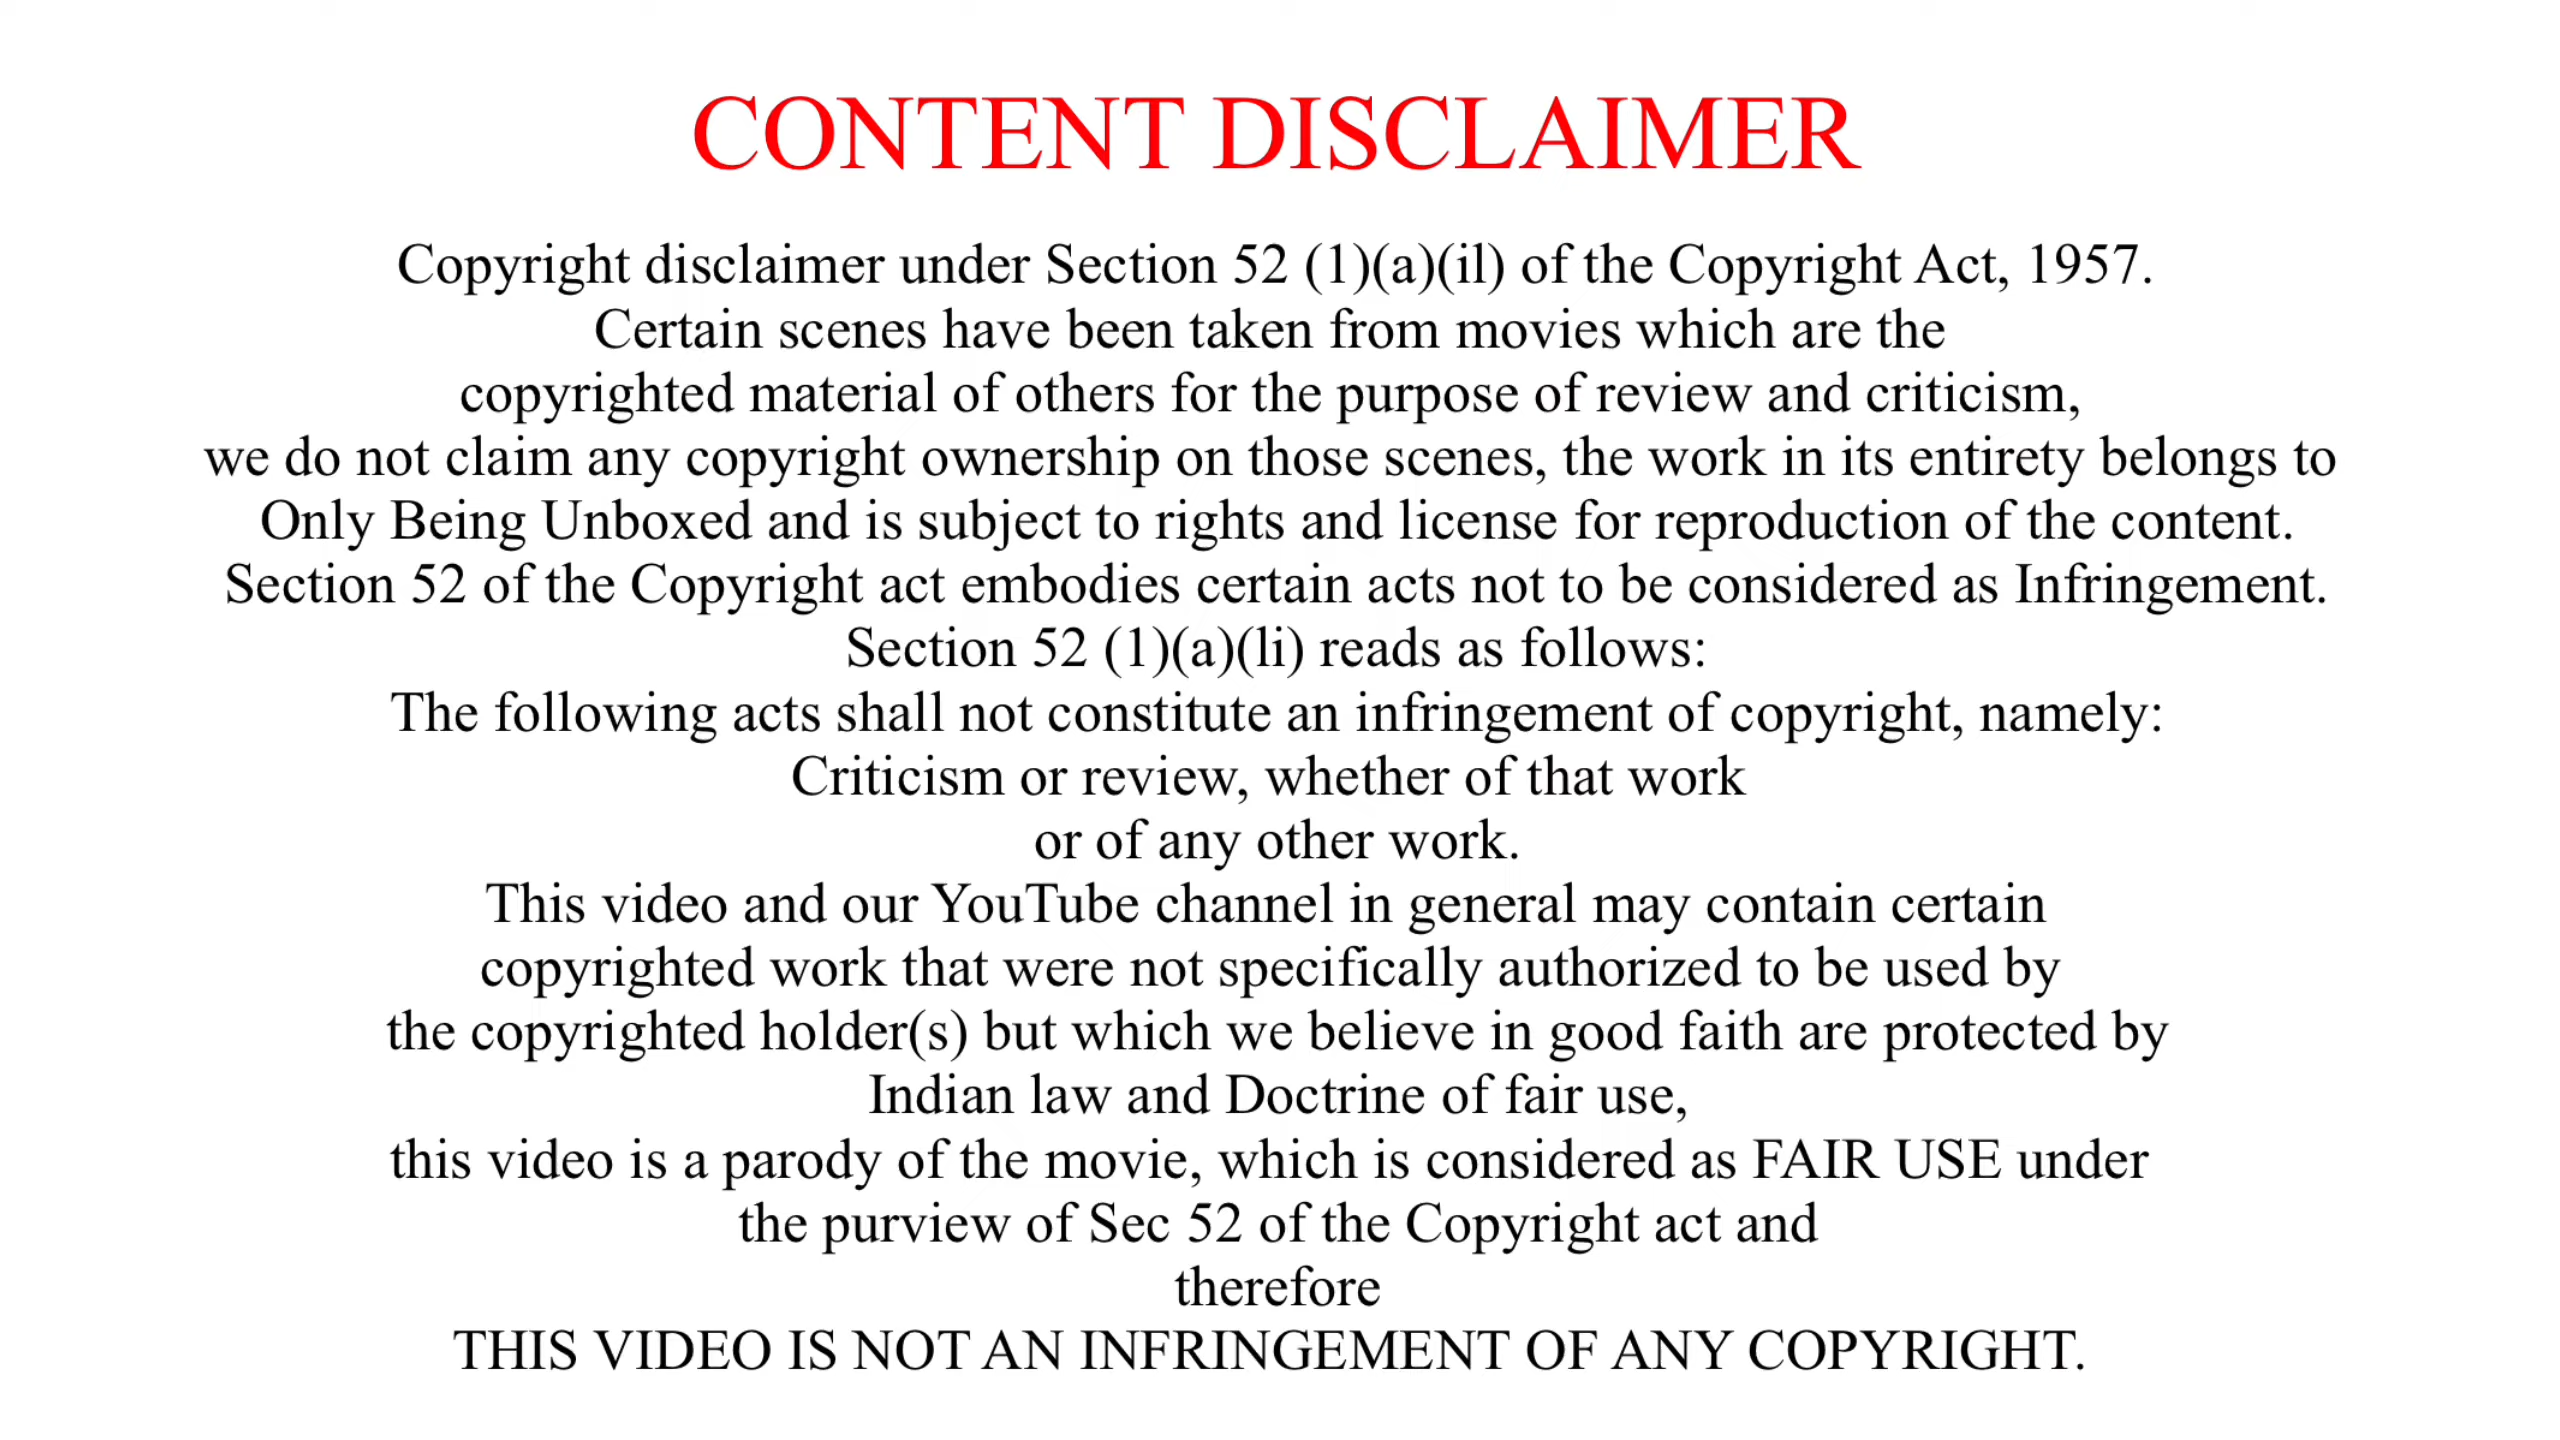 CONTENT DISCLAIMER
Copyright disclaimer under Section 52 (1)(a)(il) of the Copyright Act, 1957.
Certain scenes have been taken from movies which are the
copyrighted material of others for the purpose of review and criticism,
we do not claim any copyright ownership on those scenes, the work in its entirety belongs to
Only Being Unboxed and is subject to rights and license for reproduction of the content.
Section 52 of the Copyright act embodies certain acts not to be considered as Infringement.
Section 52 (1)(a)(li) reads as follows:
The following acts shall not constitute an infringement of copyright, namely:
Criticism or review, whether of that work
or of any other work.
This video and our YouTube channel in general may contain certain
copyrighted work that were not specifically authorized to be used by
the copyrighted holder(s) but which we believe in good faith are protected by
Indian law and Doctrine of fair use,
this video is a parody of the movie, which is considered as FAIR USE under
the purview of Sec 52 of the Copyright act and
therefore
THIS VIDEO IS NOT AN INFRINGEMENT OF ANY COPYRIGHT.